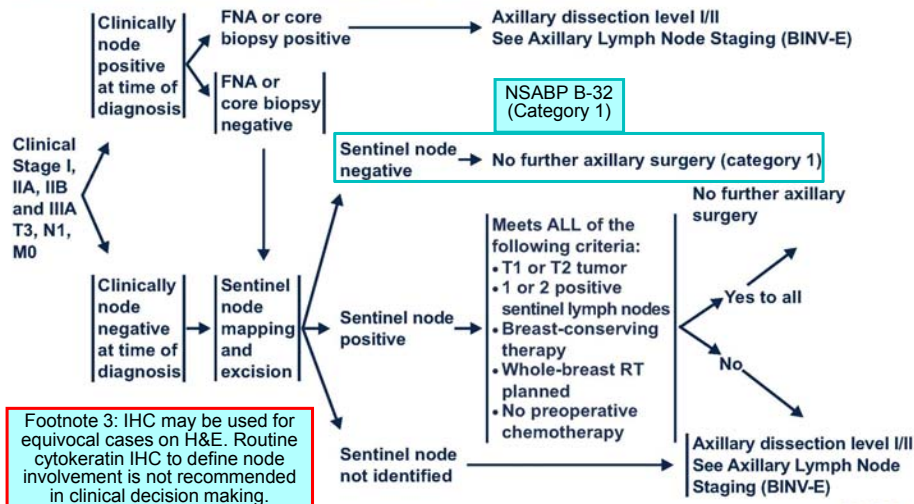 Clinically
node
positive
at time of
diagnosis
FNA or core
biopsy positive
Axillary dissection level I/II
See Axillary Lymph Node Staging (BINV-E)
FNA or
core biopsy
negative
NSABP B-32
(Category 1)
Clinical
Stage I,
IIA, IIB
and IIIA
T3, N1,
M0
Sentinel node
negative
No further axillary surgery (category 1)
No further axillary
surgery
Clinically
node
negative
at time of
diagnosis
Sentinel
node
mapping
and
excision
Sentinel node
positive
Meets ALL of the
following criteria:
• T1 or T2 tumor
• 1 or 2 positive
sentinel lymph nodes
• Breast-conserving
therapy
• Whole-breast RT
planned
• No preoperative
chemotherapy
Yes to all
No
Sentinel node
not identified
Axillary dissection level I/II
See Axillary Lymph Node
Staging (BINV-E)
Footnote 3: IHC may be used for
equivocal cases on H&E. Routine
cytokeratin IHC to define node
involvement is not recommended
in clinical decision making.